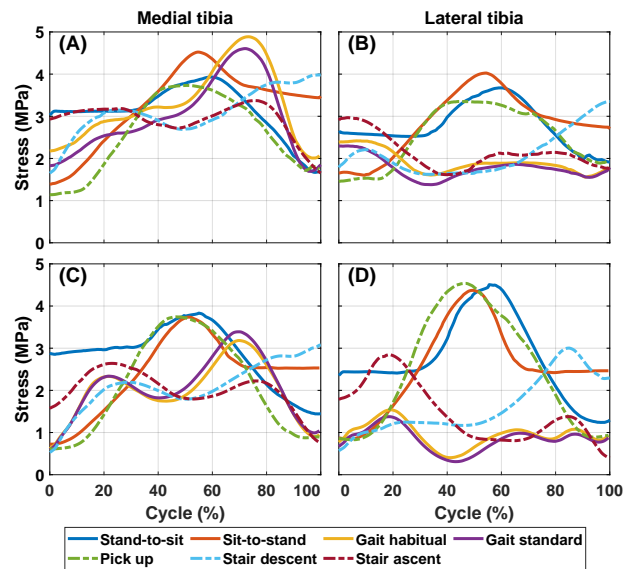 Medial tibia Lateral tibia
(A) (B)
5
4
3
2
1
0
Stress (MPa)
(C) (D)
5
4
3
2
1
0
Stress (MPa)
0 20 40 60 80 100 0 20 40 60 80 100
Cycle (%) Cycle (%)
Stand-to-sit Sit-to-stand Gait habitual Gait standard
Pick up Stair descent Stair ascent